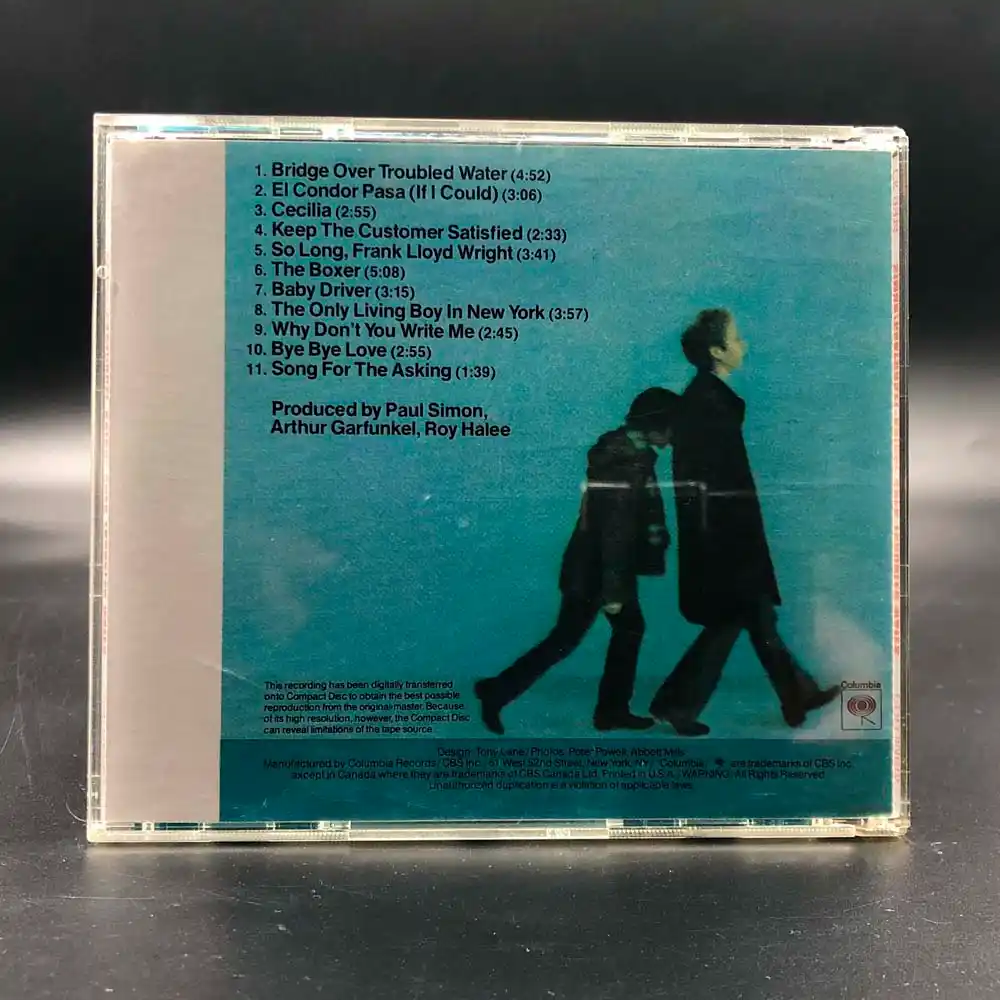 1. Bridge Over Troubled Water (4:52)
2. El Condor Pasa (If I Could) (3:06)
3. Cecilia (2:55)
4. Keep The Customer Satisfied (2:33)
5. So Long, Frank Lloyd Wright (3:41)
6. The Boxer (5:08)
7. Baby Driver (3:15)
8. The Only Living Boy In New York (3:57)
9. Why Don't You Write Me (2:45)
10. Bye Bye Love (2:55)
11. Song For The Asking (1:39)
Produced by Paul Simon,
Arthur Garfunkel, Roy Halee
This recording has been digitally transferred
onto Compact Disc to obtain the best possible
reproduction from the original master. Because
of its high resolution, however, the Compact Disc
can reveal limitations of the tape source.
Columbia
Design: Tony Lane/Photos: Peter Powell, Abbott Mills
Manufactured by Columbia Records/CBS Inc./51 West 52nd Street, New York, NY/"Columbia," are trademarks of CBS Inc.
except in Canada where they are trademarks of CBS Canada Ltd. Printed in U.S.A./WARNING: All Rights Reserved.
Unauthorized duplication is a violation of applicable laws.